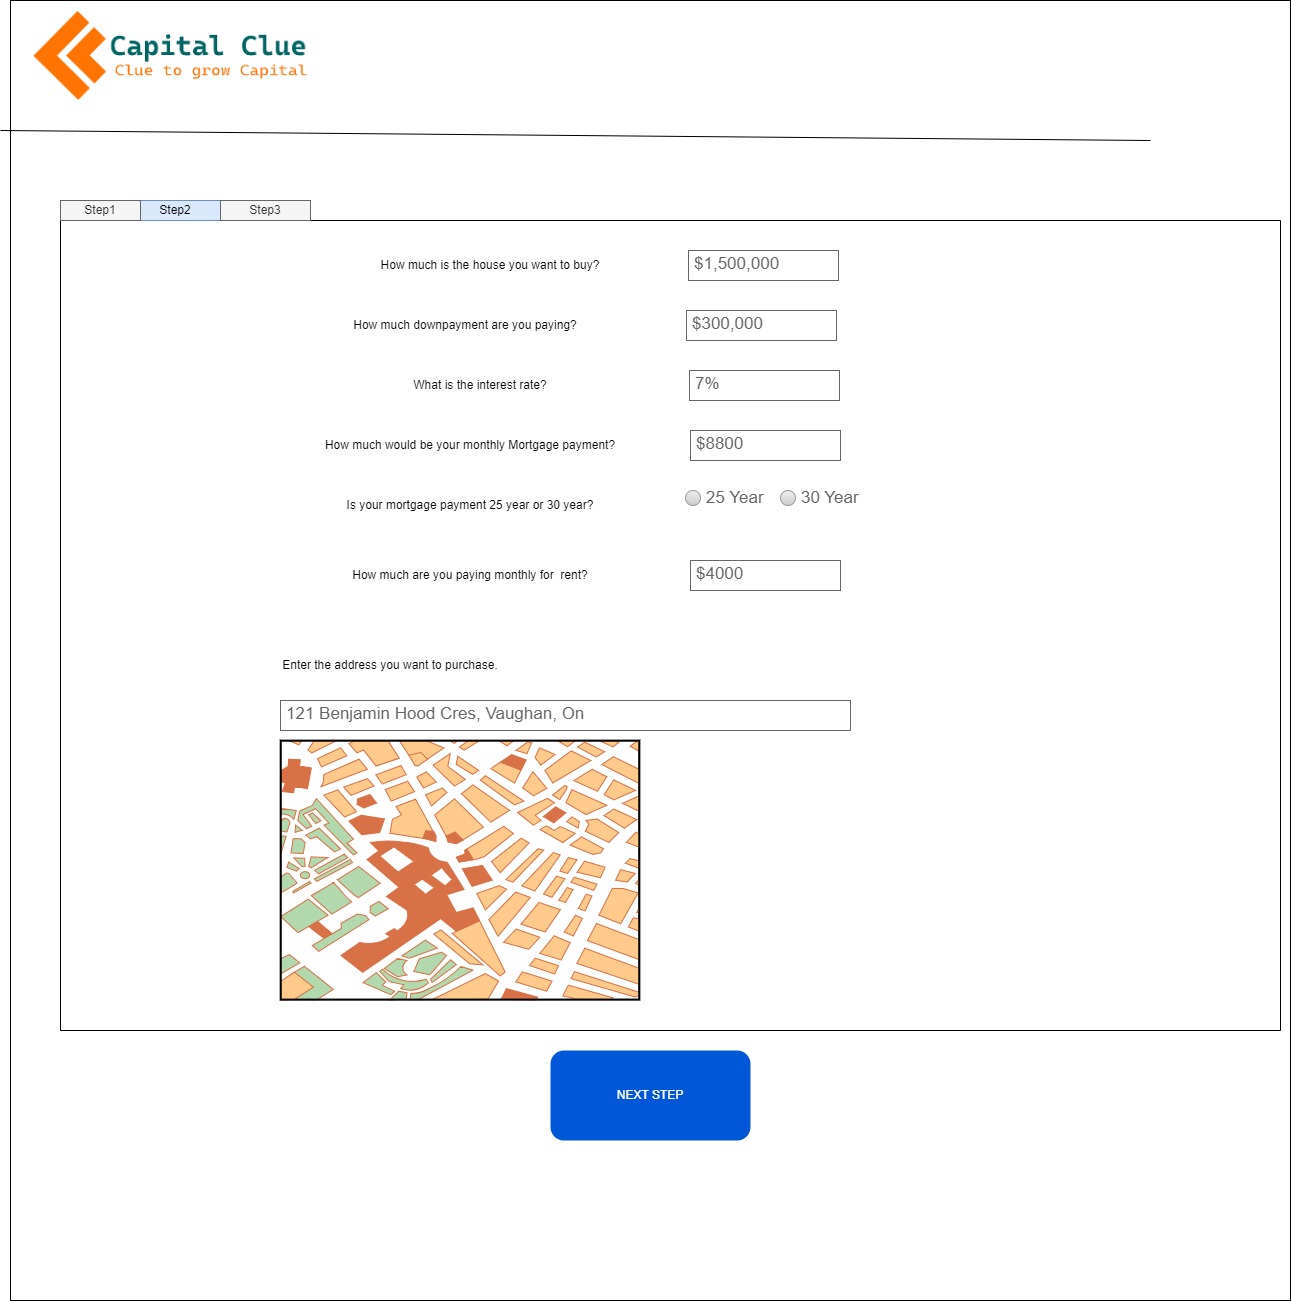 Capital Clue
Clue to grow Capital
Step1 Step2 Step3
How much is the house you want to buy? $1,500,000
How much downpayment are you paying? $300,000
What is the interest rate? 7%
How much would be your monthly Mortgage payment? $8800
Is your mortgage payment 25 year or 30 year? 25 Year 30 Year
How much are you paying monthly for rent? $4000
Enter the address you want to purchase.
121 Benjamin Hood Cres, Vaughan, On
NEXT STEP